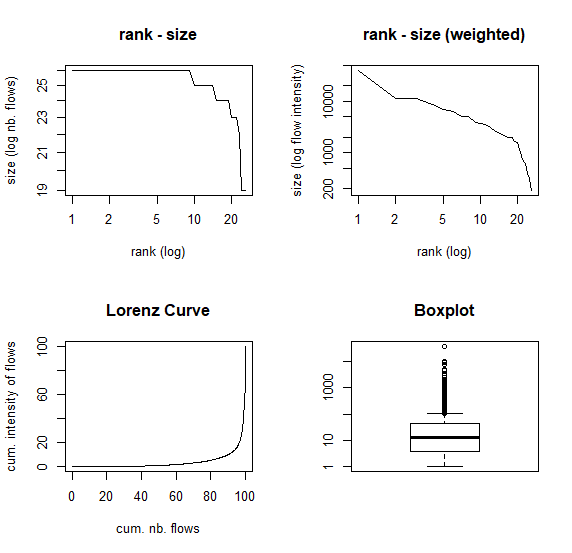 rank - size
size (log nb. flows)
19 21 23 25
1 2 5 10 20
rank (log)
rank - size (weighted)
size (log flow intensity)
200 1000 10000
1 2 5 10 20
rank (log)
Lorenz Curve
cum. intensity of flows
0 20 60 100
0 20 40 60 80 100
cum. nb. flows
Boxplot
1 10 1000